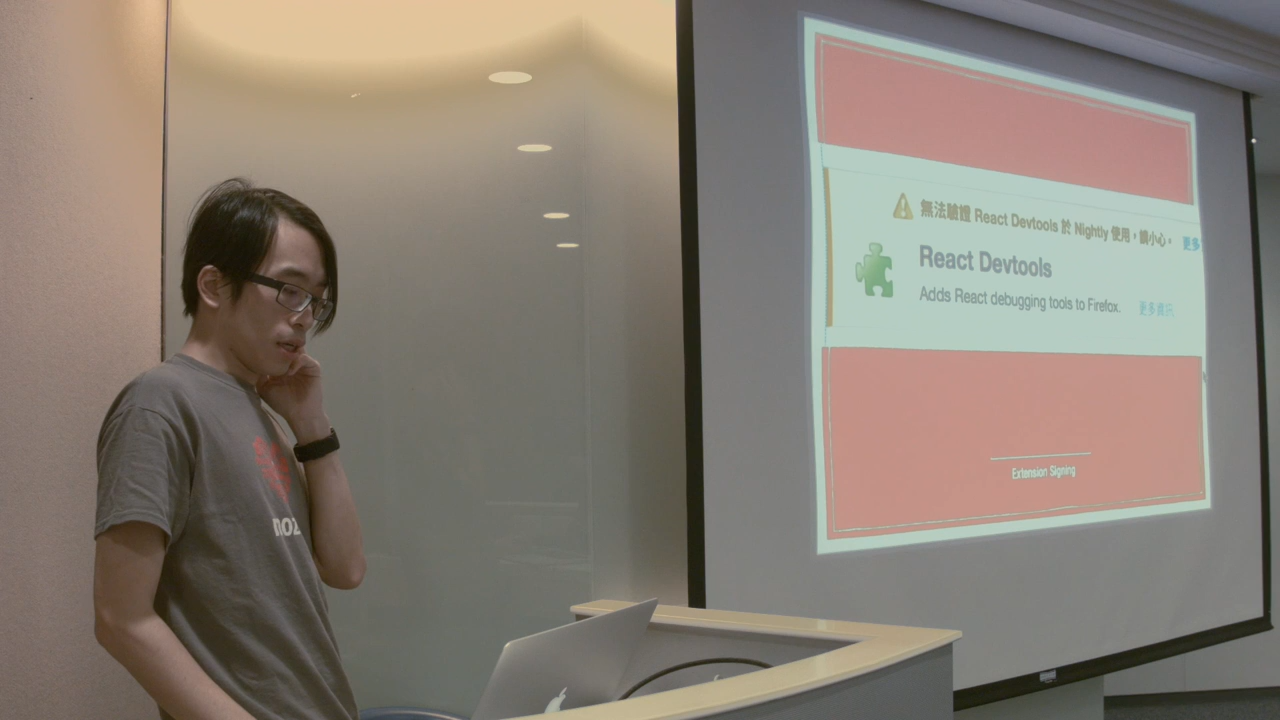 無法驗證 React Devtools 於 Nightly 使用，請小心。 更多
React Devtools
Adds React debugging tools to Firefox. 更多資訊
Extension Signing